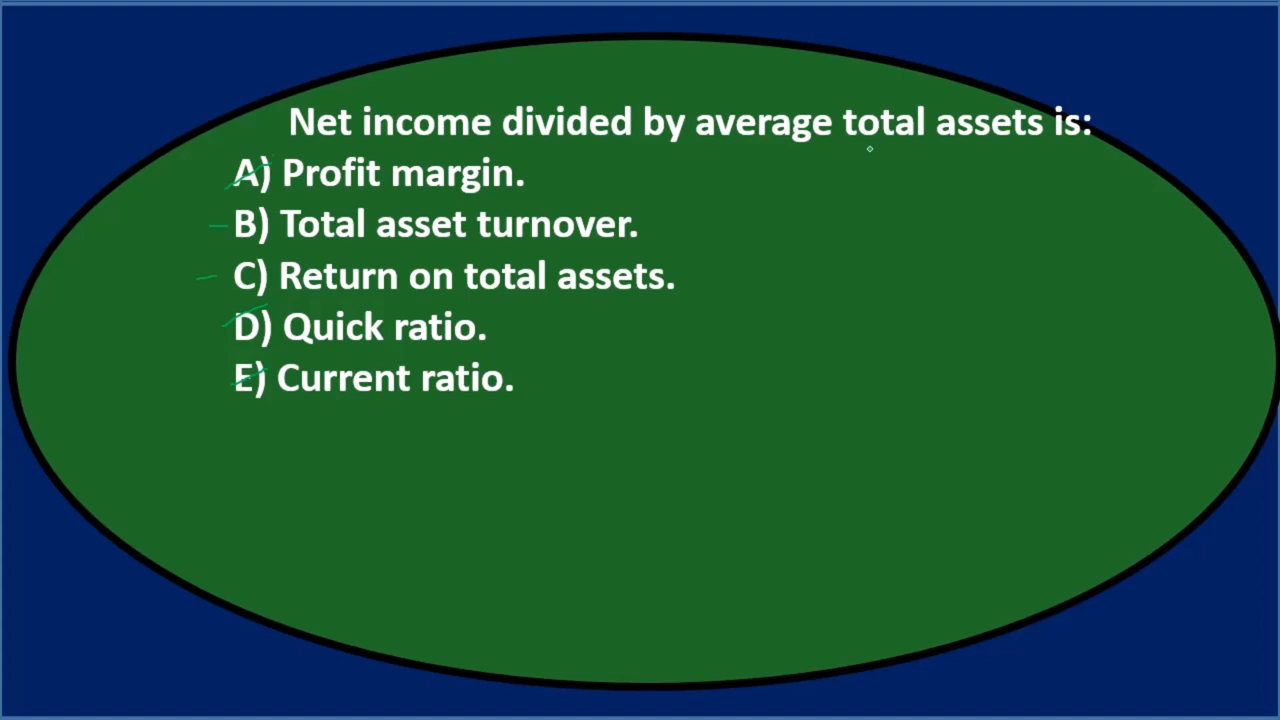 Net income divided by average total assets is:
A) Profit margin.
B) Total asset turnover.
C) Return on total assets.
D) Quick ratio.
E) Current ratio.